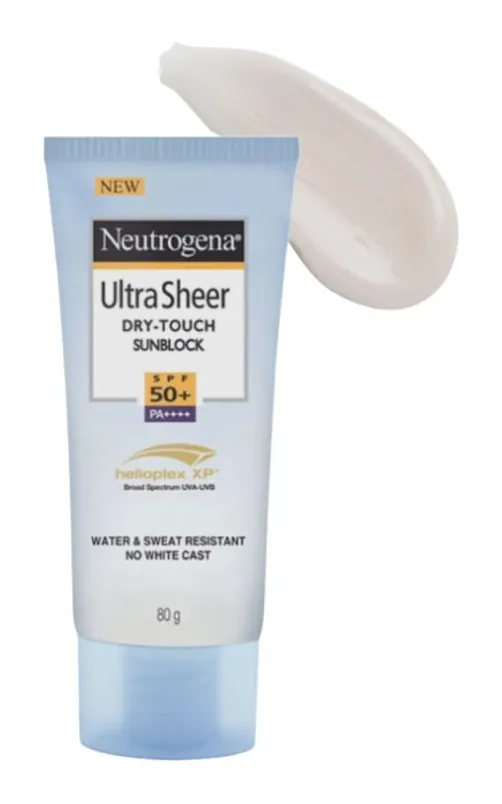 NEW
Neutrogena®
Ultra Sheer
DRY-TOUCH
SUNBLOCK
SPF
50+
PA++++
helioplex XP™
Broad Spectrum UVA-UVB
WATER & SWEAT RESISTANT
NO WHITE CAST
80 g